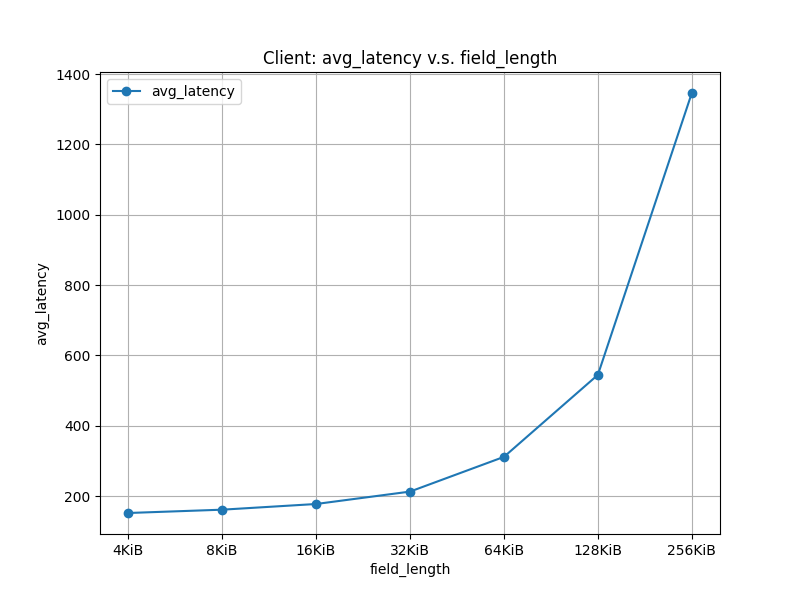 Client: avg_latency v.s. field_length
avg_latency
1400
1200
1000
800
600
400
200
avg_latency
4KiB 8KiB 16KiB 32KiB 64KiB 128KiB 256KiB
field_length